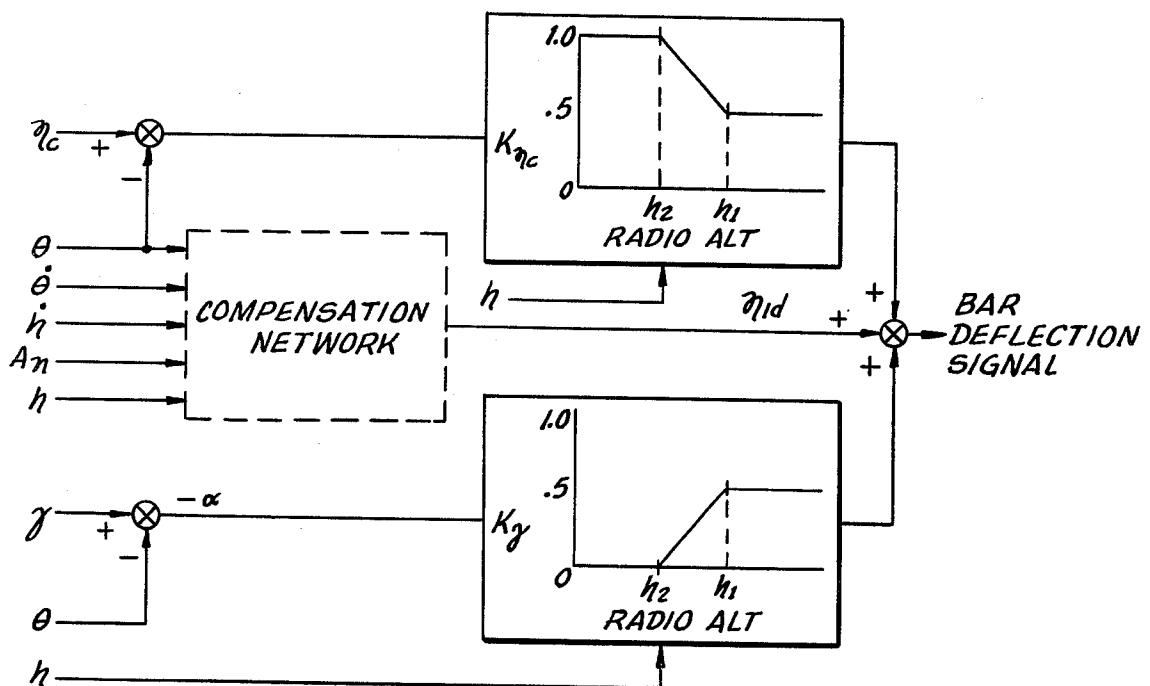 1.0
.5
0
Kηc
h2 h1
RADIO ALT
ηc
+
−
θ
θ̇
ḣ
An
h
COMPENSATION
NETWORK
h
η1d
+
+
+
BAR
DEFLECTION
SIGNAL
γ
+
−
−α
θ
h
1.0
.5
0
Kγ
h2 h1
RADIO ALT